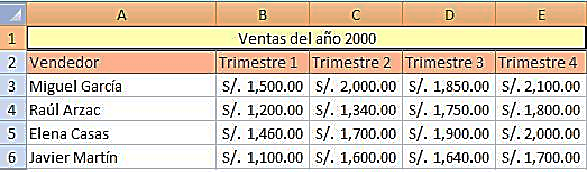 A B C D E
1 Ventas del año 2000
2 Vendedor Trimestre 1 Trimestre 2 Trimestre 3 Trimestre 4
3 Miguel García S/. 1,500.00 S/. 2,000.00 S/. 1,850.00 S/. 2,100.00
4 Raúl Arzac S/. 1,200.00 S/. 1,340.00 S/. 1,750.00 S/. 1,800.00
5 Elena Casas S/. 1,460.00 S/. 1,700.00 S/. 1,900.00 S/. 2,000.00
6 Javier Martín S/. 1,100.00 S/. 1,600.00 S/. 1,640.00 S/. 1,700.00